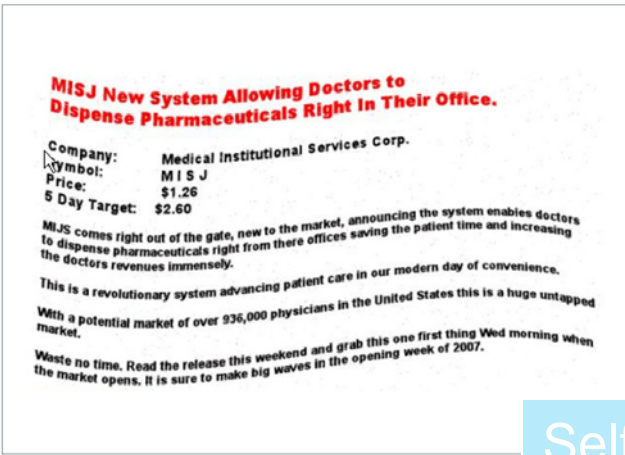 MISJ New System Allowing Doctors to
Dispense Pharmaceuticals Right In Their Office.
Company: Medical Institutional Services Corp.
Symbol: M I S J
Price: $1.26
5 Day Target: $2.60
MIJS comes right out of the gate, new to the market, announcing the system enables doctors
to dispense pharmaceuticals right from there offices saving the patient time and increasing
the doctors revenues immensely.
This is a revolutionary system advancing patient care in our modern day of convenience.
With a potential market of over 936,000 physicians in the United States this is a huge untapped
market.
Waste no time. Read the release this weekend and grab this one first thing Wed morning when
the market opens. It is sure to make big waves in the opening week of 2007.
Self